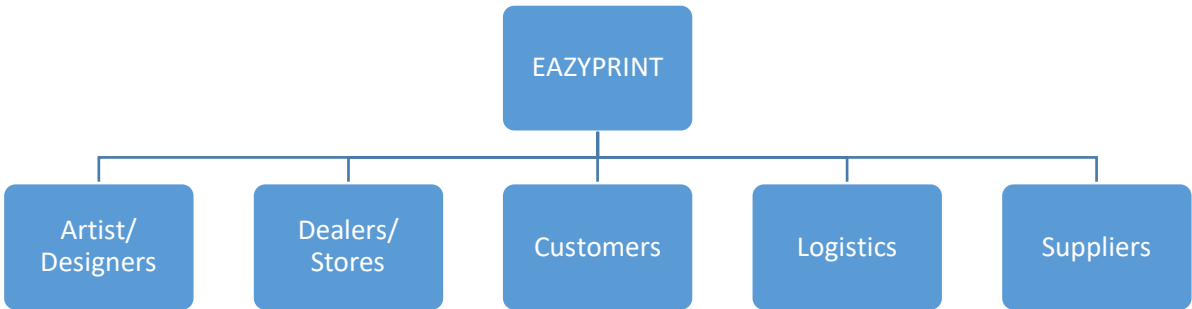 EAZYPRINT
Artist/
Designers
Dealers/
Stores
Customers
Logistics
Suppliers